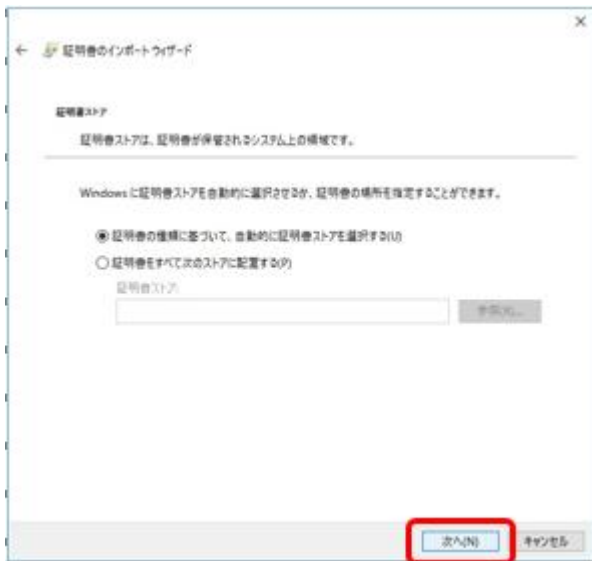 証明書のインポート ウィザード
証明書ストア
証明書ストアは、証明書が保管されるシステム上の領域です。
Windows に証明書ストアを自動的に選択させるか、証明書の場所を指定することができます。
証明書の種類に基づいて、自動的に証明書ストアを選択する(U)
証明書をすべて次のストアに配置する(P)
証明書ストア:
参照(R)...
次へ(N)
キャンセル